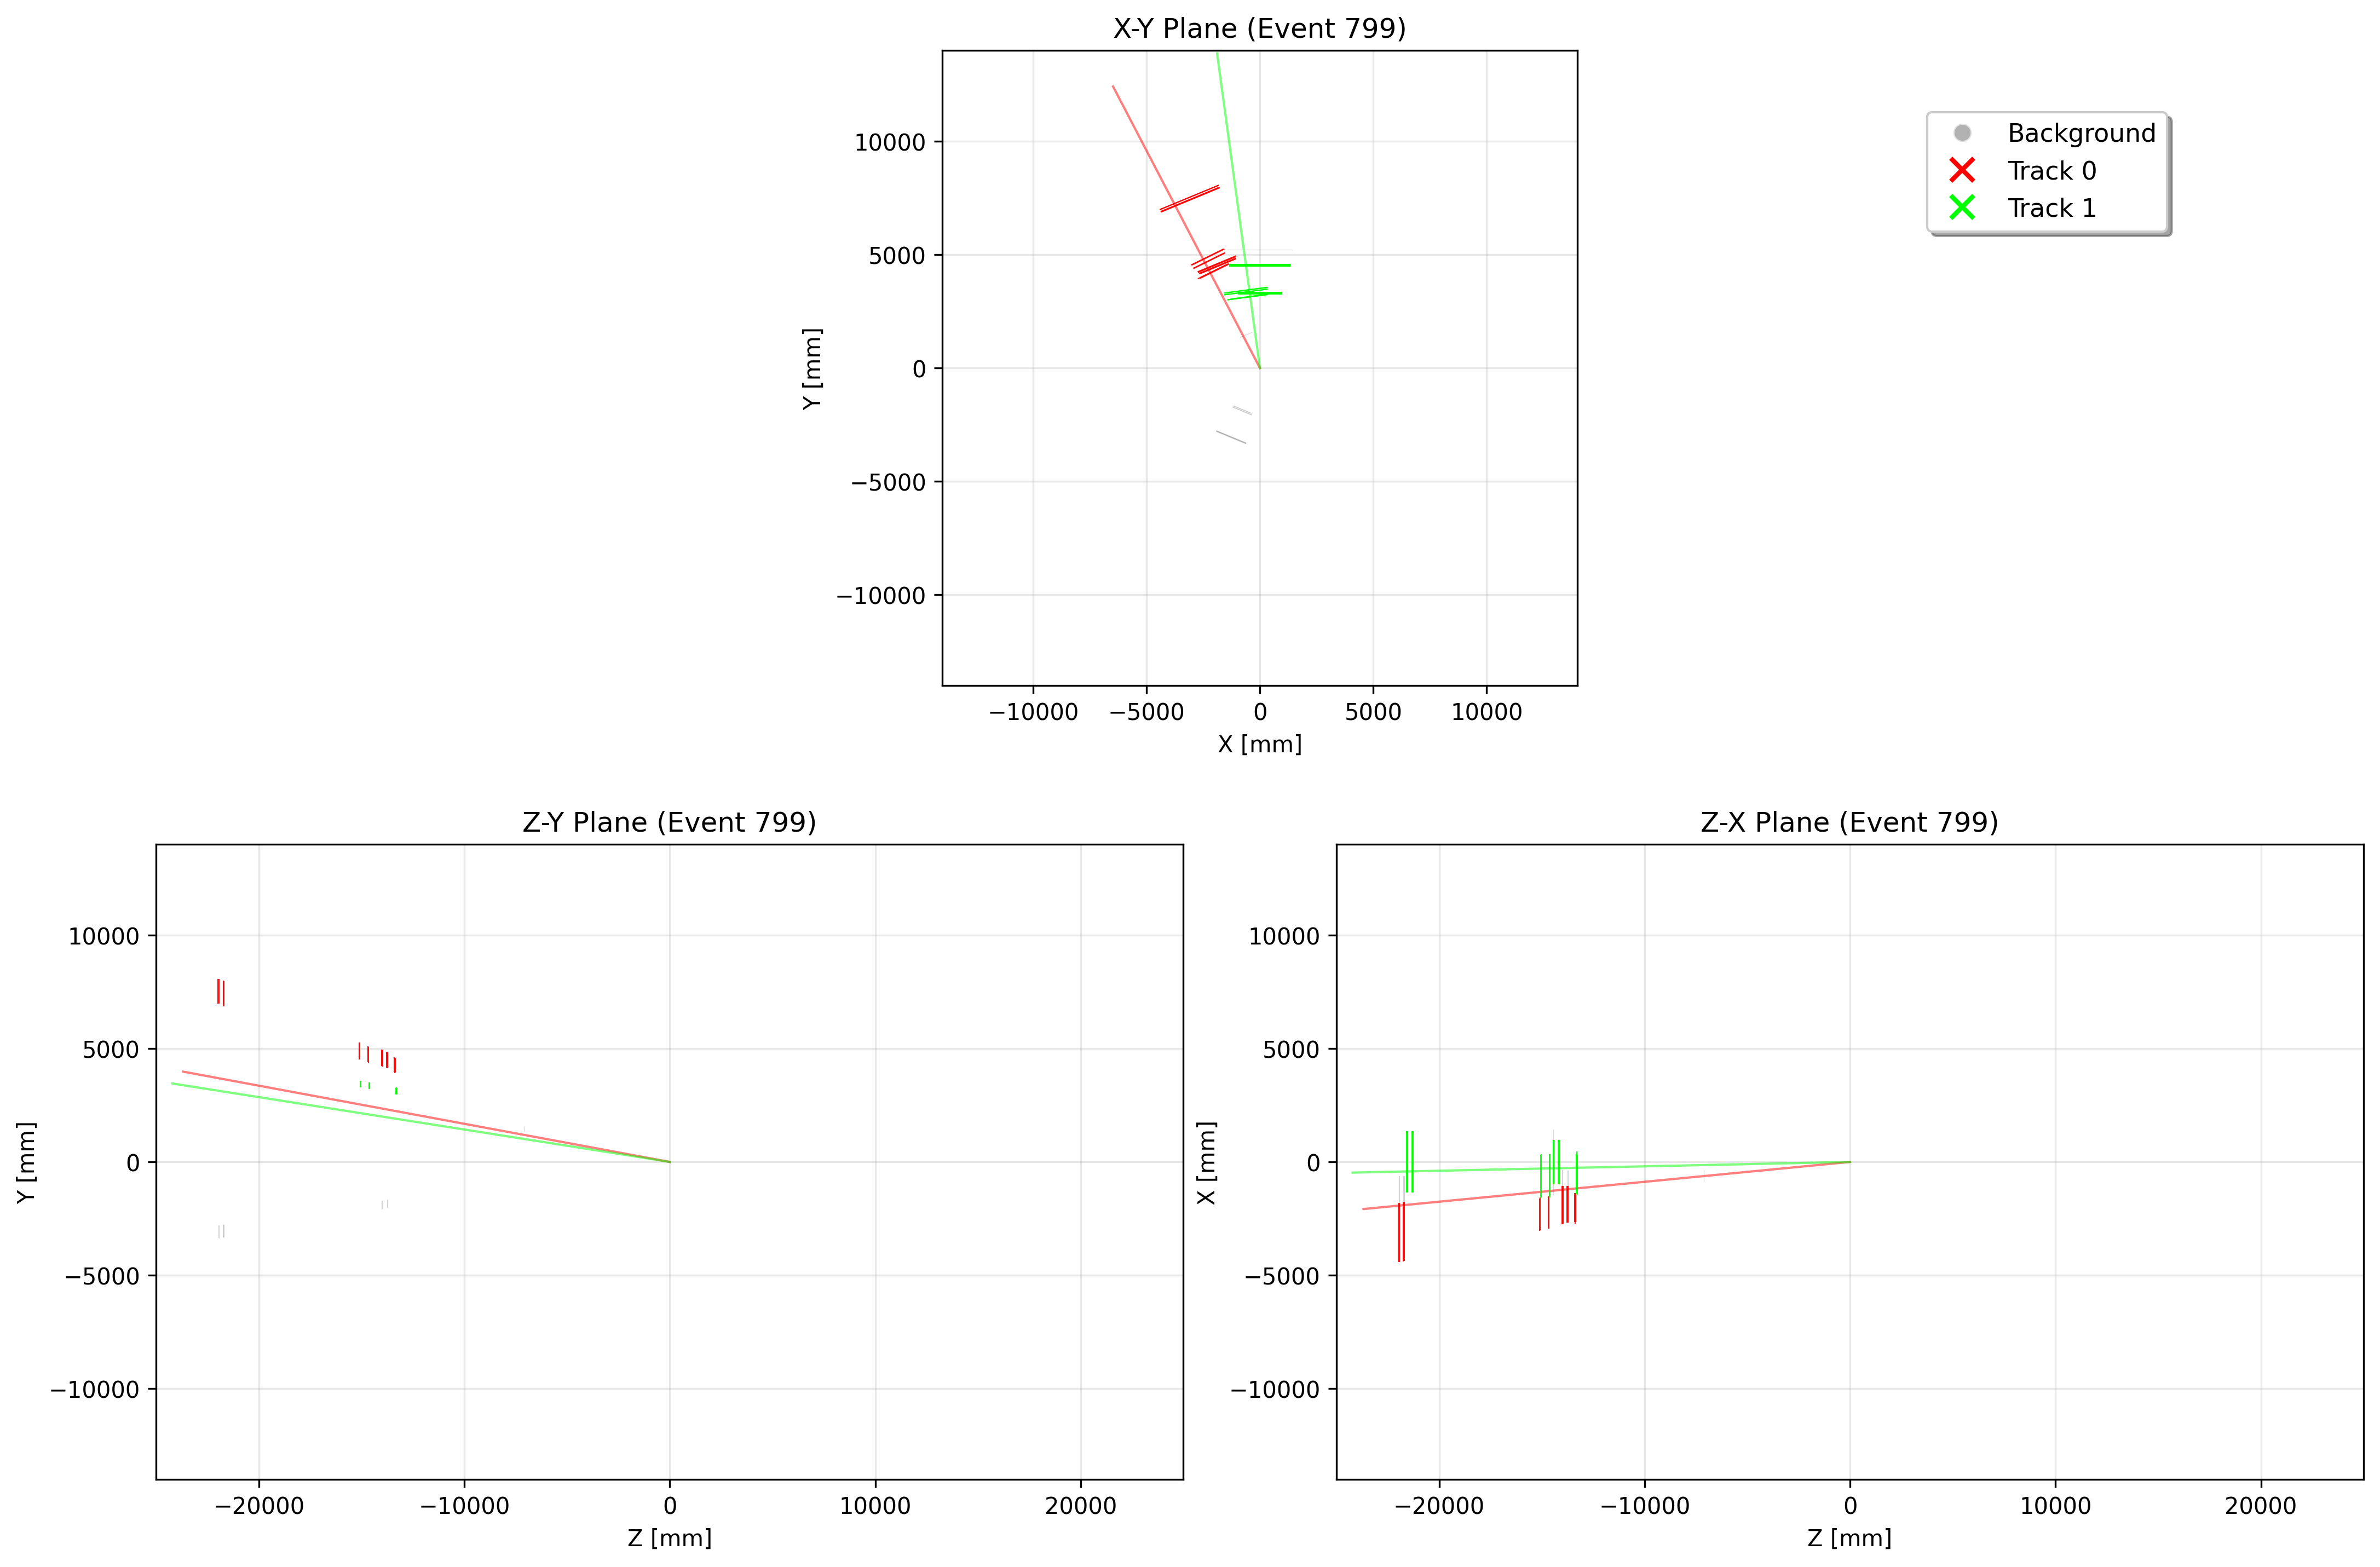 X-Y Plane (Event 799)
Y [mm]
10000
5000
0
−5000
−10000
−10000 −5000 0 5000 10000
X [mm]
Background
Track 0
Track 1
Z-Y Plane (Event 799)
Y [mm]
10000
5000
0
−5000
−10000
−20000 −10000 0 10000 20000
Z [mm]
Z-X Plane (Event 799)
X [mm]
10000
5000
0
−5000
−10000
−20000 −10000 0 10000 20000
Z [mm]